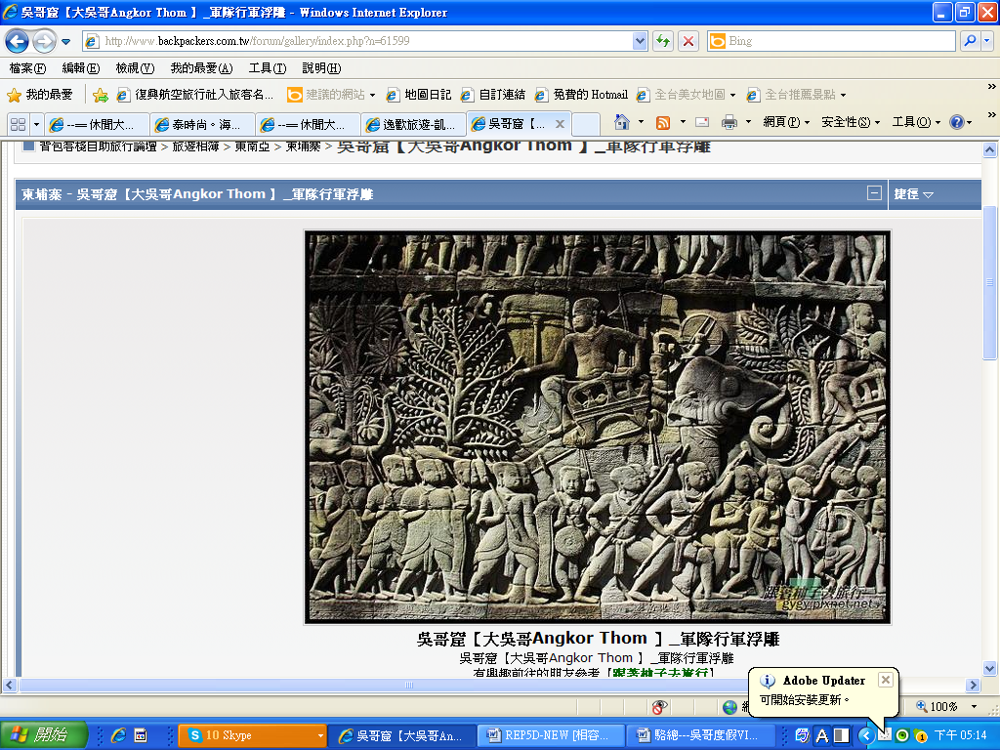 吳哥窟【大吳哥Angkor Thom 】_軍隊行軍浮雕 - Windows Internet Explorer
http://www.backpackers.com.tw/forum/gallery/index.php?n=61599
Bing
檔案(F) 編輯(E) 檢視(V) 我的最愛(A) 工具(T) 說明(H)
我的最愛 復興航空旅行社入旅客名... 建議的網站 地圖日記 自訂連結 免費的 Hotmail 全台美女地圖 全台推薦景點
--== 休閒大... 泰時尚。海... --== 休閒大... 逸歡旅遊-凱... 吳哥窟【... 網頁(P) 安全性(S) 工具(O)
背包客棧自助旅行論壇 > 旅遊相簿 > 東南亞 > 柬埔寨 > 吳哥窟【大吳哥Angkor Thom 】_軍隊行軍浮雕
柬埔寨 - 吳哥窟【大吳哥Angkor Thom 】_軍隊行軍浮雕 捷徑
跟著柚子去旅行
gygy.pixnet.net
吳哥窟【大吳哥Angkor Thom 】_軍隊行軍浮雕
吳哥窟【大吳哥Angkor Thom 】_軍隊行軍浮雕
有興趣前往的朋友參考【跟著柚子去旅行】
Adobe Updater
可開始安裝更新。
100%
開始 10 Skype 吳哥窟【大吳哥An... REP5D-NEW [相容... 駱總---吳哥度假VI... A 下午 05:14